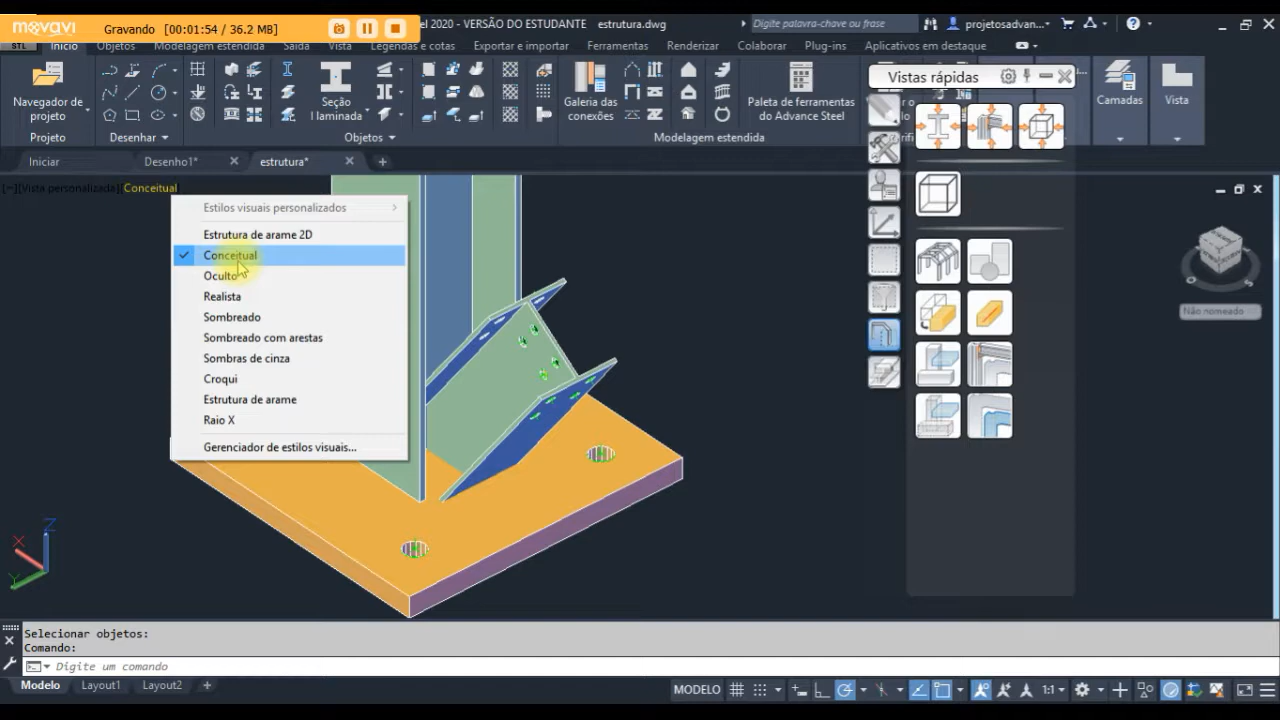 movavi Gravando [00:01:54 / 36.2 MB]
el 2020 - VERSÃO DO ESTUDANTE estrutura.dwg
Digite palavra-chave ou frase
projetosadvan...
Início Objetos Modelagem estendida Saída Vista Legendas e cotas Exportar e importar Ferramentas Renderizar Colaborar Plug-ins Aplicativos em destaque
Vistas rápidas
Navegador de projeto
Seção I laminada
Galeria das conexões
Paleta de ferramentas do Advance Steel
Camadas
Vista
Projeto Desenhar Objetos Modelagem estendida
Iniciar Desenho1* estrutura*
[−][Vista personalizada][Conceitual]
Estilos visuais personalizados
Estrutura de arame 2D
Conceitual
Oculto
Realista
Sombreado
Sombreado com arestas
Sombras de cinza
Croqui
Estrutura de arame
Raio X
Gerenciador de estilos visuais...
Não nomeado
Z
X
Y
Selecionar objetos:
Comando:
Digite um comando
Modelo Layout1 Layout2 +
MODELO 1:1